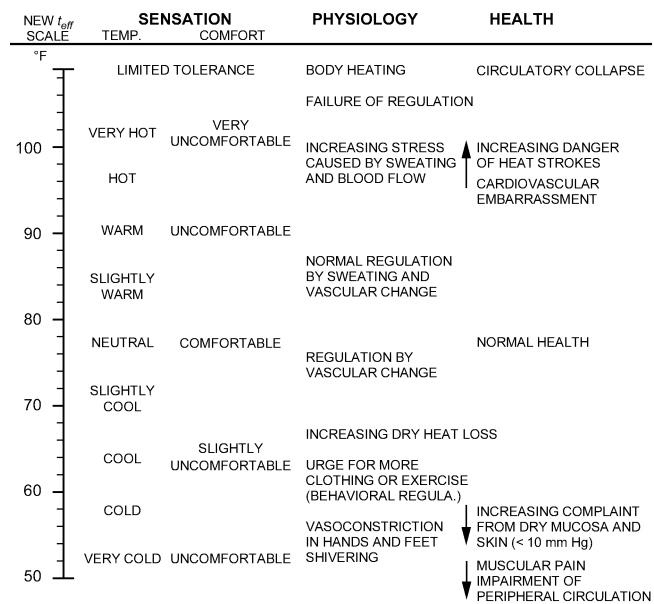 NEW teff SENSATION PHYSIOLOGY HEALTH
SCALE TEMP. COMFORT
°F
LIMITED TOLERANCE BODY HEATING CIRCULATORY COLLAPSE
FAILURE OF REGULATION
VERY HOT VERY
UNCOMFORTABLE
100 INCREASING STRESS INCREASING DANGER
CAUSED BY SWEATING OF HEAT STROKES
HOT AND BLOOD FLOW CARDIOVASCULAR
EMBARRASSMENT
90 WARM UNCOMFORTABLE
NORMAL REGULATION
SLIGHTLY BY SWEATING AND
WARM VASCULAR CHANGE
80
NEUTRAL COMFORTABLE NORMAL HEALTH
REGULATION BY
VASCULAR CHANGE
SLIGHTLY
70 COOL
INCREASING DRY HEAT LOSS
SLIGHTLY
COOL UNCOMFORTABLE URGE FOR MORE
CLOTHING OR EXERCISE
60 (BEHAVIORAL REGULA.)
COLD INCREASING COMPLAINT
VASOCONSTRICTION FROM DRY MUCOSA AND
IN HANDS AND FEET SKIN (< 10 mm Hg)
VERY COLD UNCOMFORTABLE SHIVERING
50 MUSCULAR PAIN
IMPAIRMENT OF
PERIPHERAL CIRCULATION